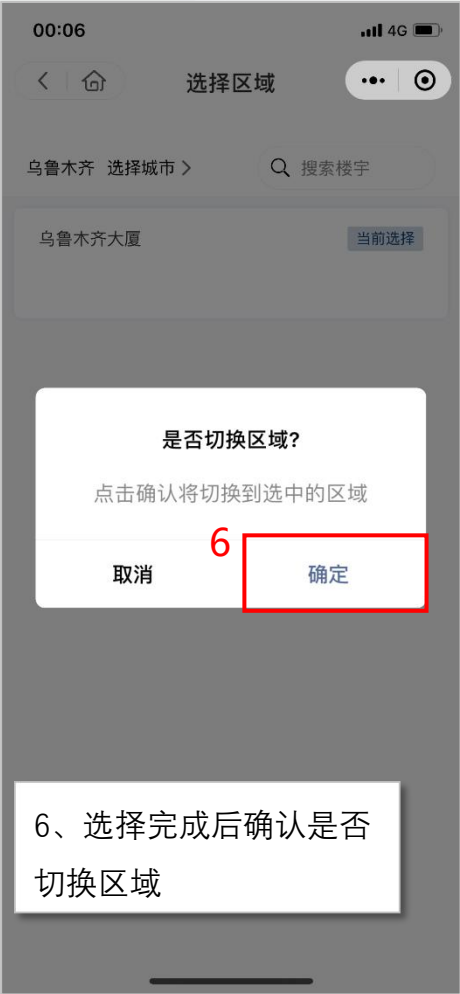 00:06 4G
选择区域
乌鲁木齐 选择城市 搜索楼宇
乌鲁木齐大厦 当前选择
是否切换区域?
点击确认将切换到选中的区域
6
取消 确定
6、选择完成后确认是否
切换区域